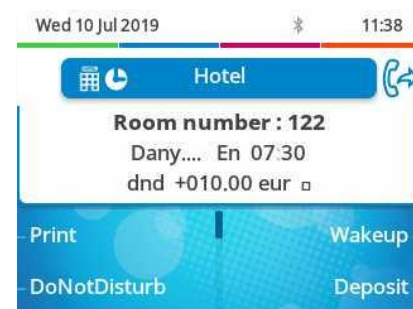 Wed 10 Jul 2019 11:38
Hotel
Room number : 122
Dany.... En 07:30
dnd +010.00 eur
Print Wakeup
DoNotDisturb Deposit